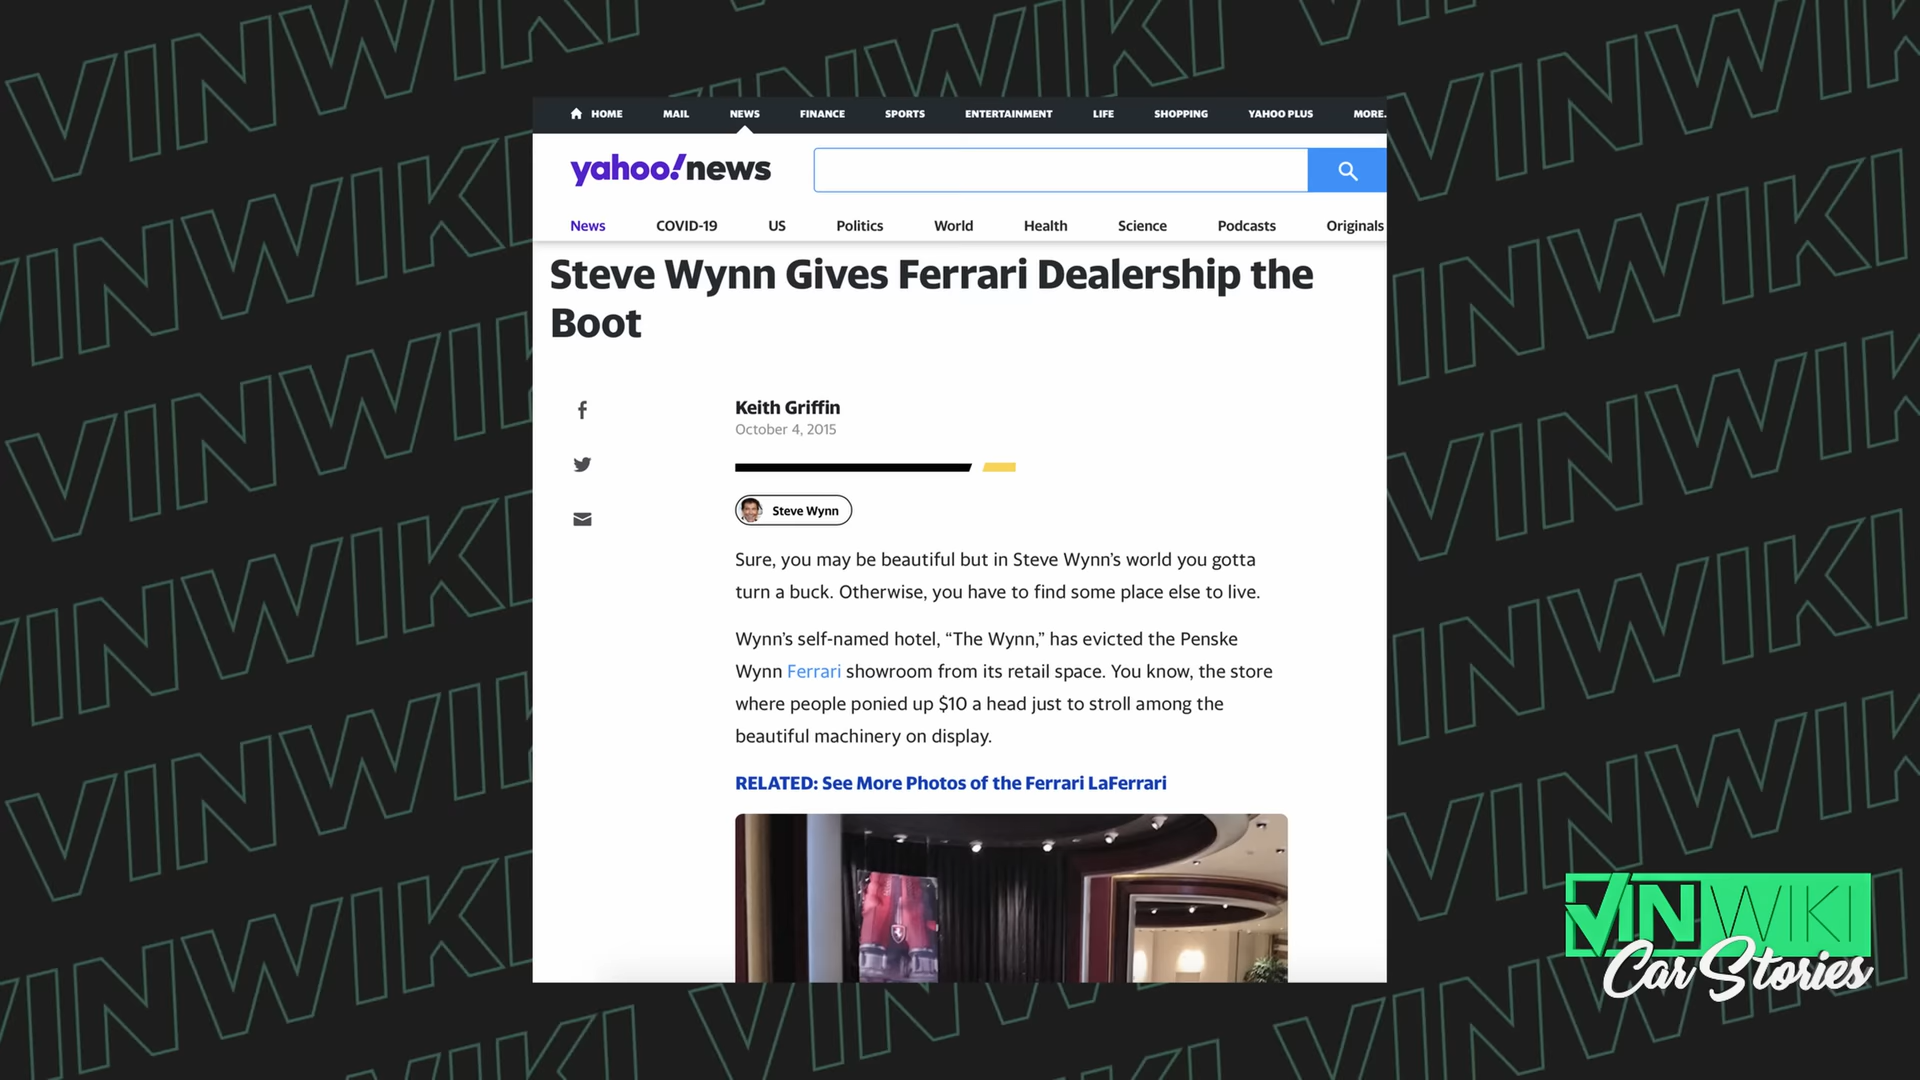 HOME MAIL NEWS FINANCE SPORTS ENTERTAINMENT LIFE SHOPPING YAHOO PLUS MORE.
yahoo!news
News COVID-19 US Politics World Health Science Podcasts Originals
Steve Wynn Gives Ferrari Dealership the
Boot
Keith Griffin
October 4, 2015
Steve Wynn
Sure, you may be beautiful but in Steve Wynn’s world you gotta
turn a buck. Otherwise, you have to find some place else to live.
Wynn’s self-named hotel, “The Wynn,” has evicted the Penske
Wynn Ferrari showroom from its retail space. You know, the store
where people ponied up $10 a head just to stroll among the
beautiful machinery on display.
RELATED: See More Photos of the Ferrari LaFerrari
VINWIKI
Car Stories